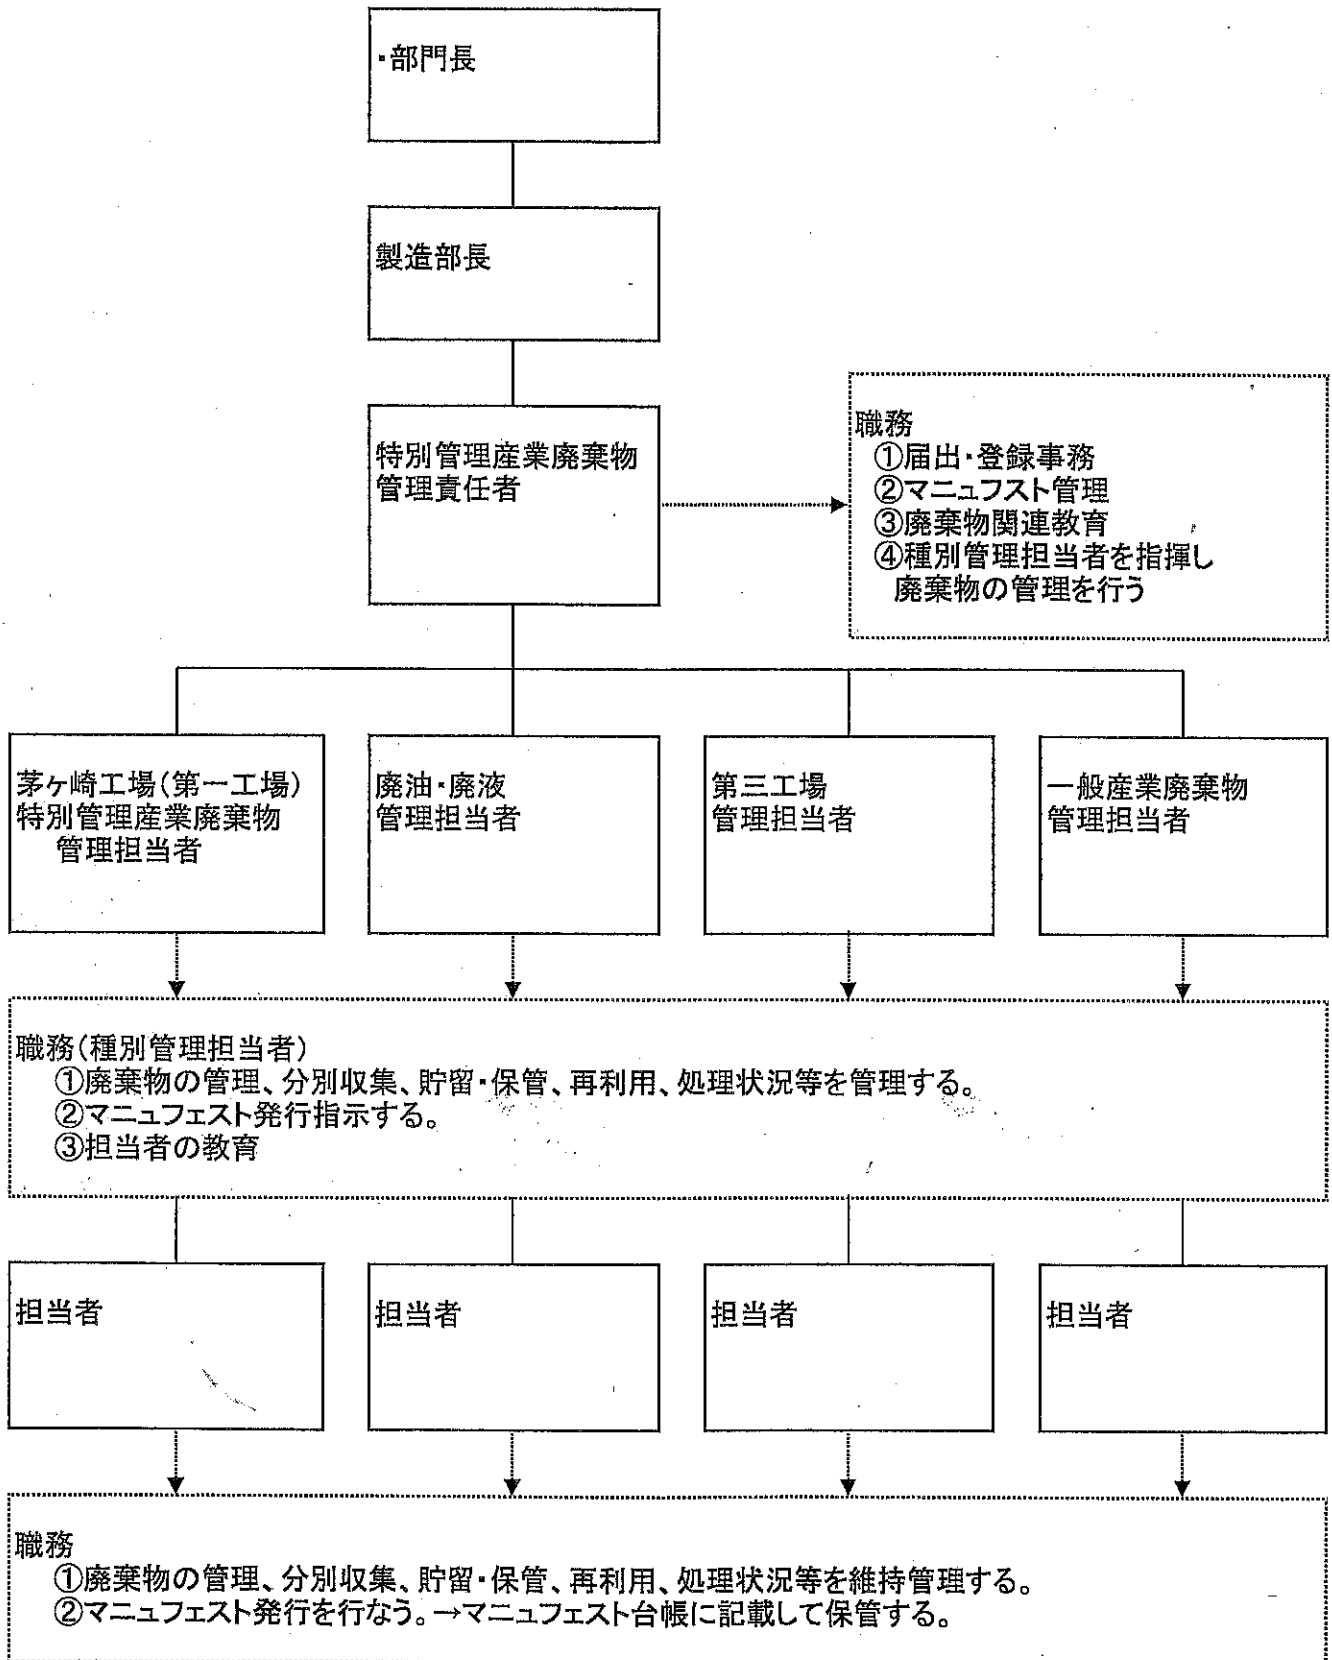 ・部門長
製造部長
特別管理産業廃棄物
管理責任者
職務
①届出・登録事務
②マニュフスト管理
③廃棄物関連教育
④種別管理担当者を指揮し
廃棄物の管理を行う
茅ヶ崎工場(第一工場)
特別管理産業廃棄物
管理担当者
廃油・廃液
管理担当者
第三工場
管理担当者
一般産業廃棄物
管理担当者
職務(種別管理担当者)
①廃棄物の管理、分別収集、貯留・保管、再利用、処理状況等を管理する。
②マニュフェスト発行指示する。
③担当者の教育
担当者
担当者
担当者
担当者
職務
①廃棄物の管理、分別収集、貯留・保管、再利用、処理状況等を維持管理する。
②マニュフェスト発行を行なう。→マニュフェスト台帳に記載して保管する。